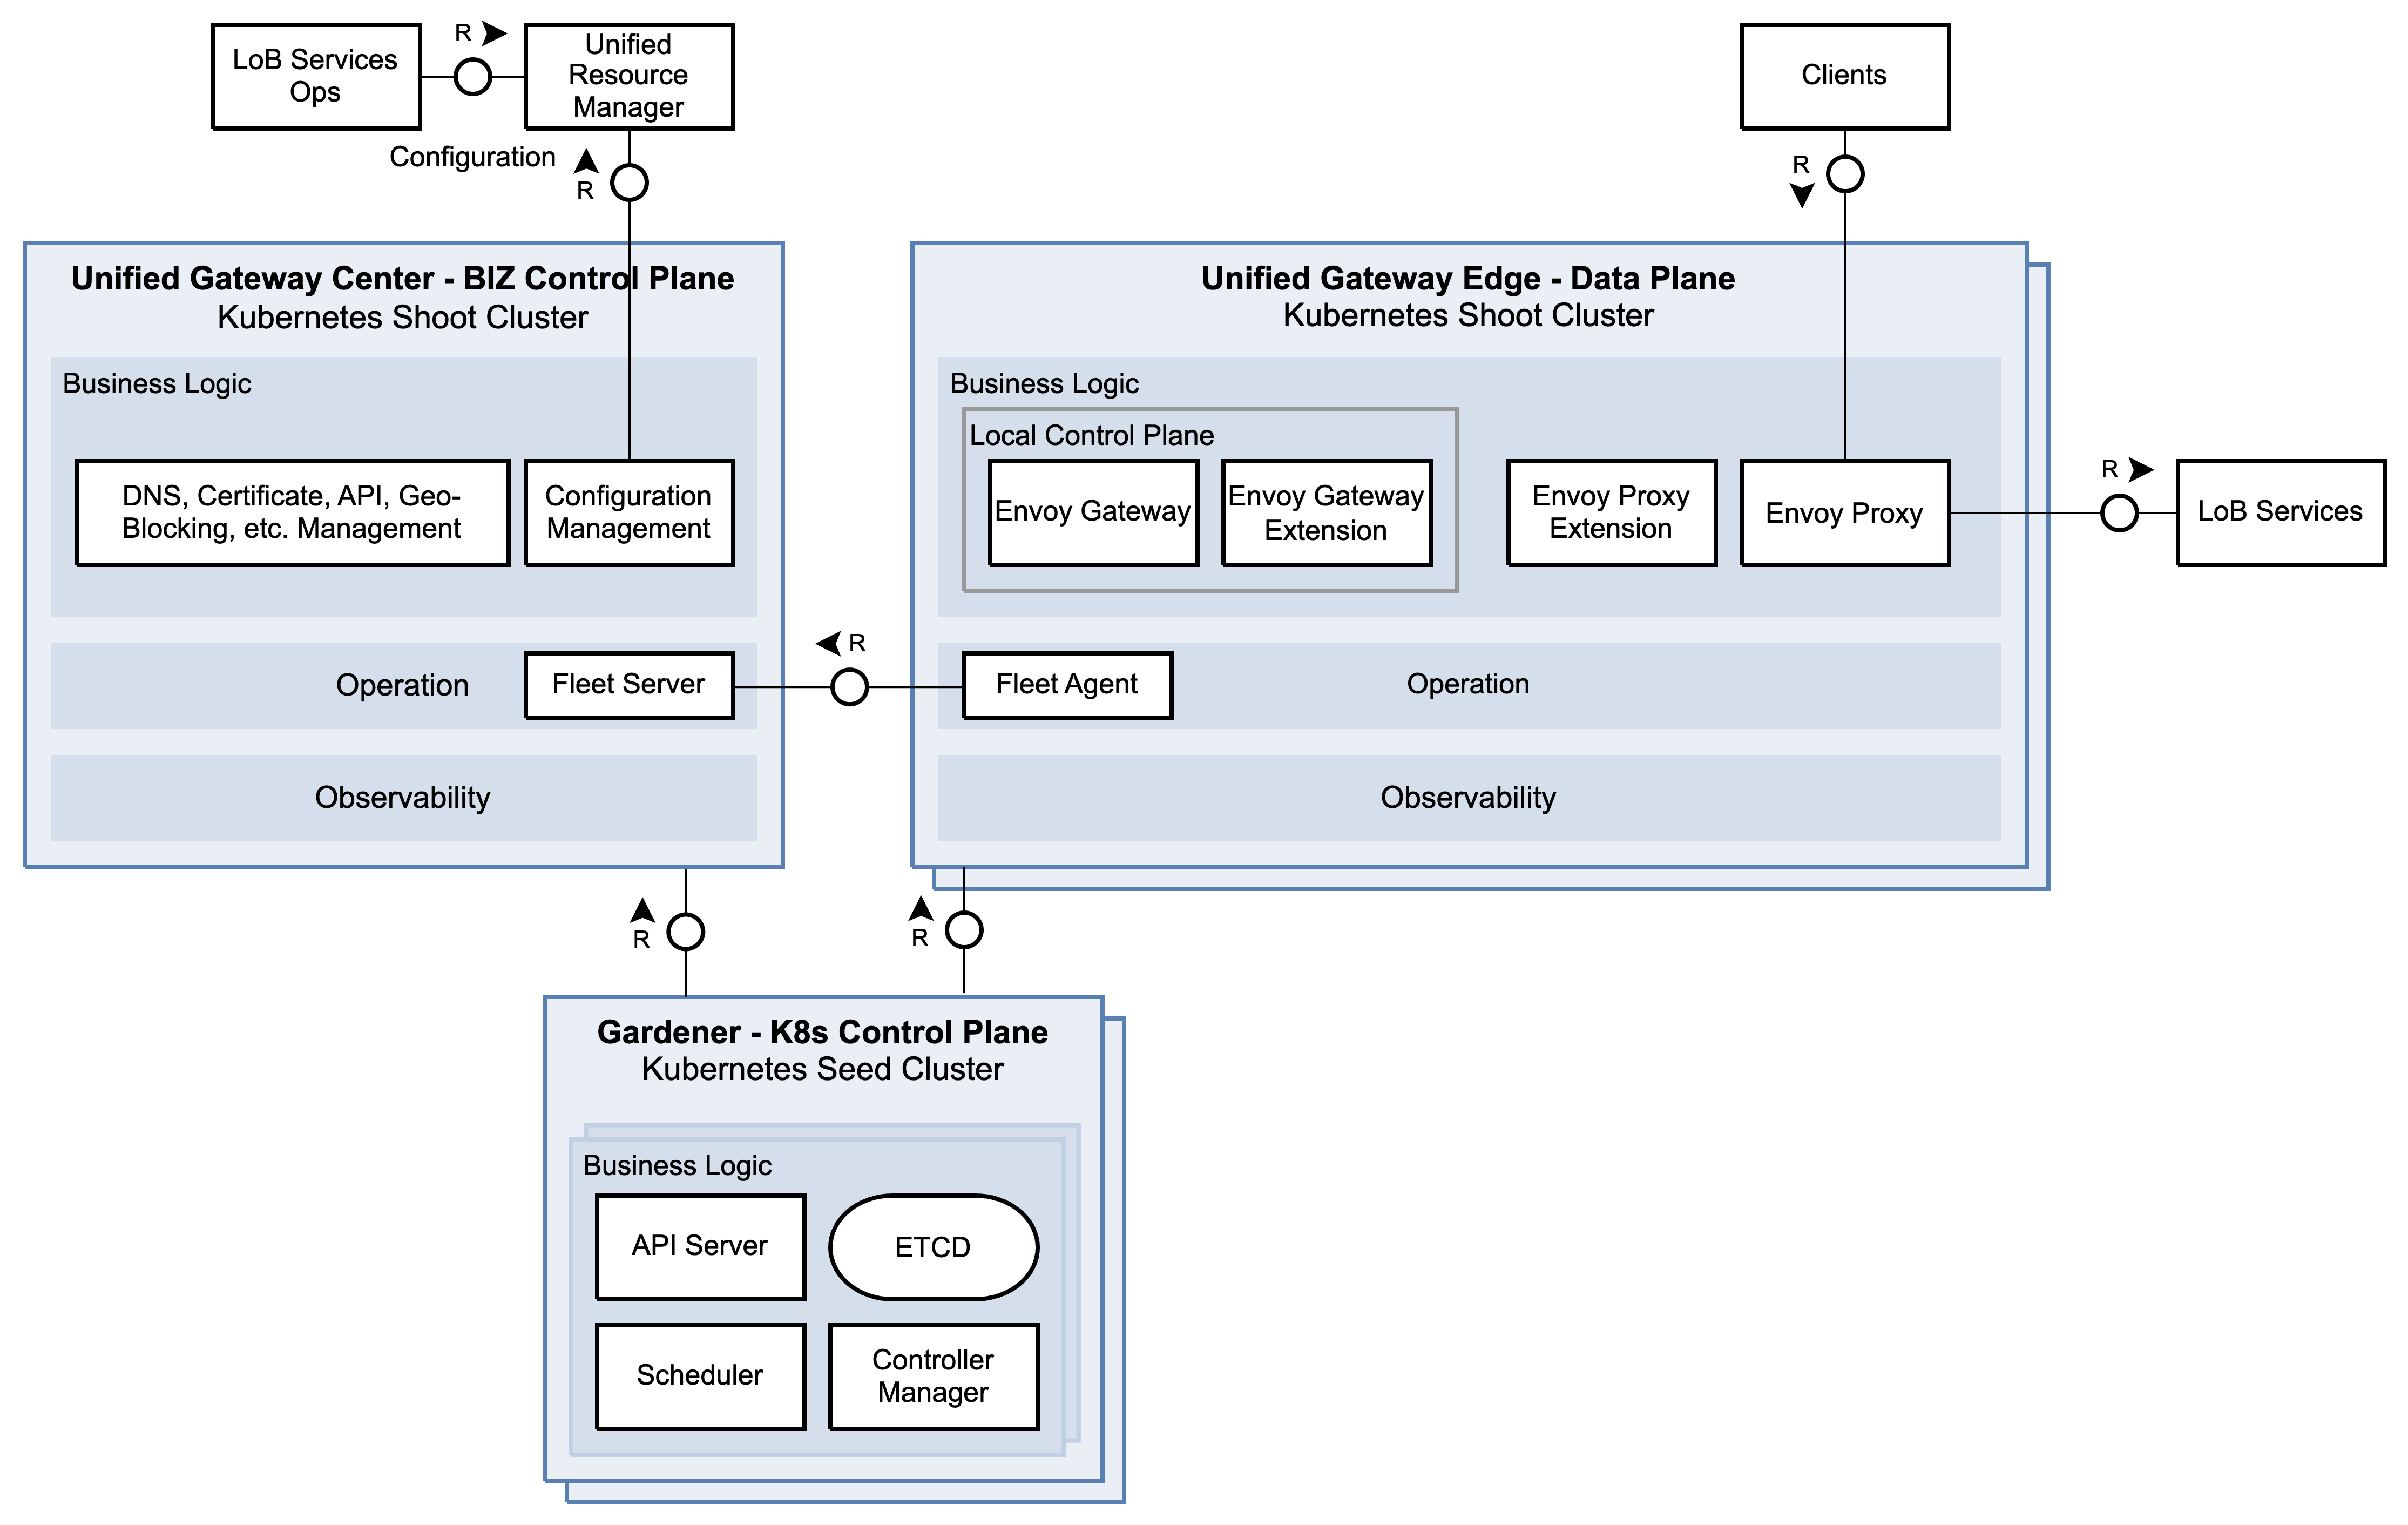 LoB Services
Ops
R
Unified
Resource
Manager
Configuration
R
Clients
R
Unified Gateway Center - BIZ Control Plane
Kubernetes Shoot Cluster
Business Logic
DNS, Certificate, API, Geo-
Blocking, etc. Management
Configuration
Management
Operation
Fleet Server
Observability
R
Unified Gateway Edge - Data Plane
Kubernetes Shoot Cluster
Business Logic
Local Control Plane
Envoy Gateway
Envoy Gateway
Extension
Envoy Proxy
Extension
Envoy Proxy
R
LoB Services
Fleet Agent
Operation
Observability
R
R
Gardener - K8s Control Plane
Kubernetes Seed Cluster
Business Logic
API Server
ETCD
Scheduler
Controller
Manager